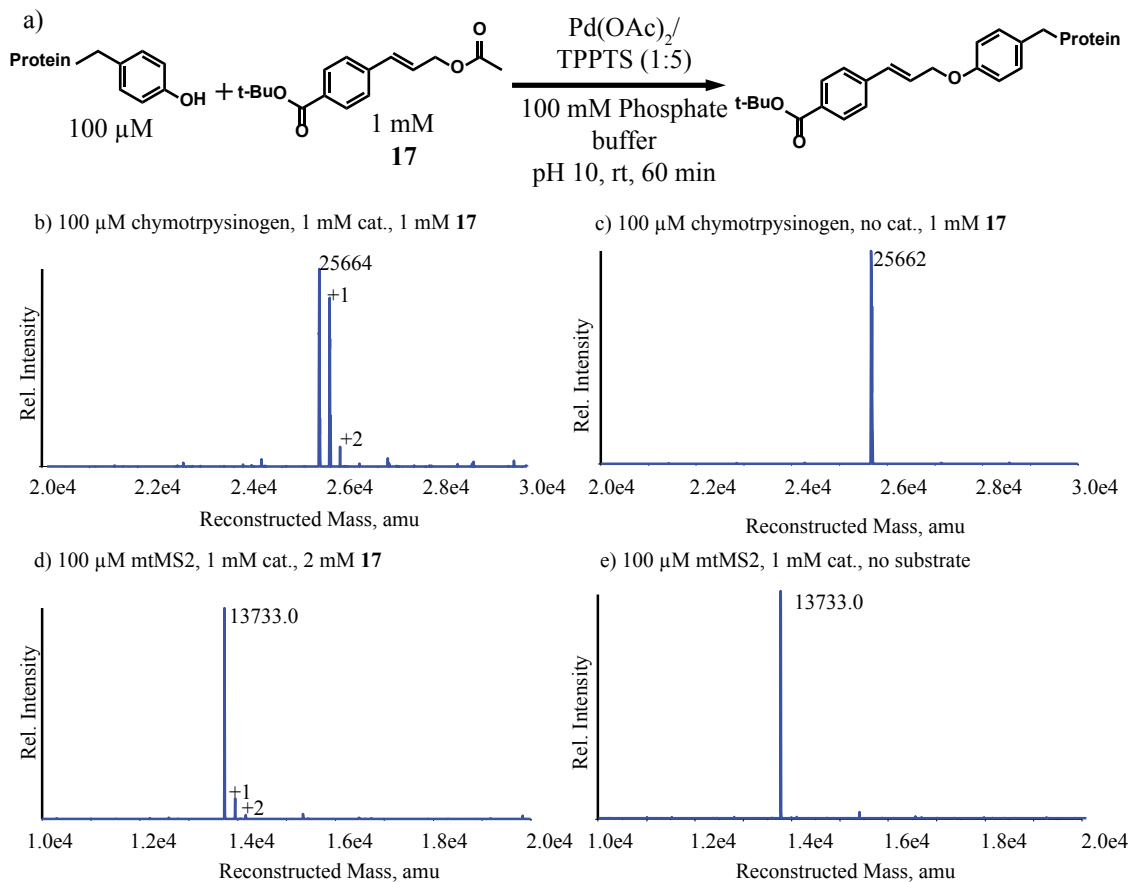 a)
Protein
OH
100 µM
+
t-BuO
O
O
O
1 mM
17
Pd(OAc)2/
TPPTS (1:5)
100 mM Phosphate
buffer
pH 10, rt, 60 min
t-BuO
O
O
Protein
b) 100 µM chymotrpysinogen, 1 mM cat., 1 mM 17
25664
+1
+2
Rel. Intensity
2.0e4 2.2e4 2.4e4 2.6e4 2.8e4 3.0e4
Reconstructed Mass, amu
c) 100 µM chymotrpysinogen, no cat., 1 mM 17
25662
Rel. Intensity
2.0e4 2.2e4 2.4e4 2.6e4 2.8e4 3.0e4
Reconstructed Mass, amu
d) 100 µM mtMS2, 1 mM cat., 2 mM 17
13733.0
+1
+2
Rel. Intensity
1.0e4 1.2e4 1.4e4 1.6e4 1.8e4 2.0e4
Reconstructed Mass, amu
e) 100 µM mtMS2, 1 mM cat., no substrate
13733.0
Rel. Intensity
1.0e4 1.2e4 1.4e4 1.6e4 1.8e4 2.0e4
Reconstructed Mass, amu